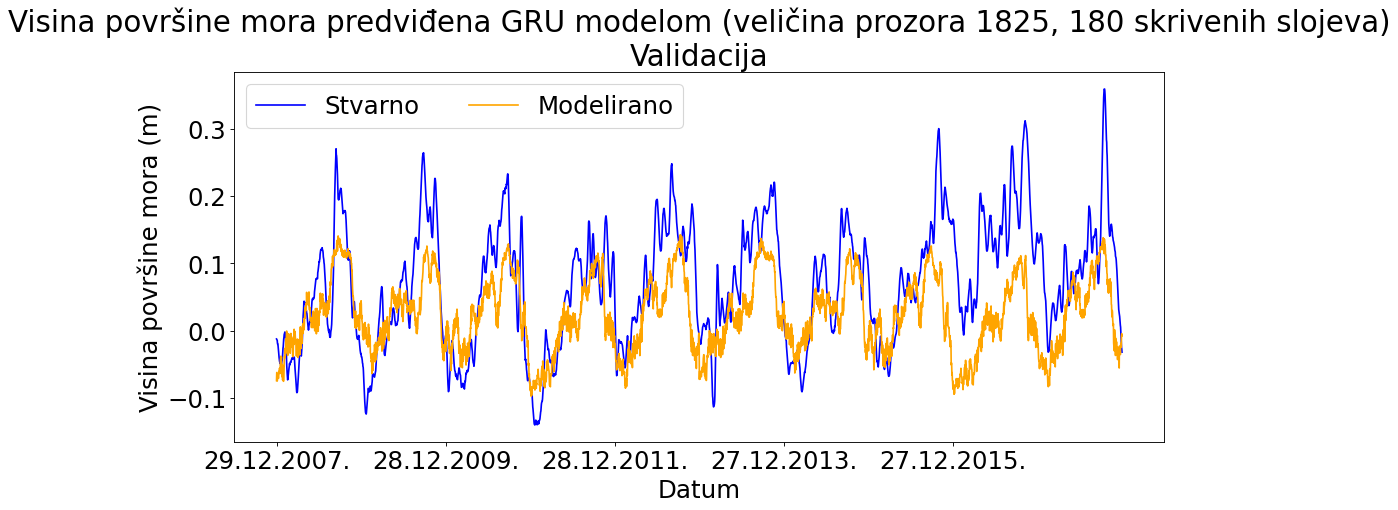 Visina površine mora predviđena GRU modelom (veličina prozora 1825, 180 skrivenih slojeva)
Validacija
Stvarno
Modelirano
Visina površine mora (m)
0.3
0.2
0.1
0.0
−0.1
29.12.2007.
28.12.2009.
28.12.2011.
27.12.2013.
27.12.2015.
Datum